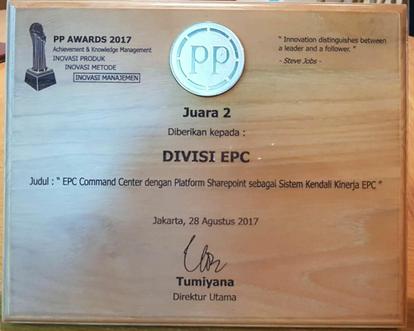 PP AWARDS 2017
Achievement & Knowledge Management
INOVASI PRODUK
INOVASI METODE
INOVASI MANAJEMEN
pp
" Innovation distinguishes between
a leader and a follower. "
- Steve Jobs -
Juara 2
Diberikan kepada :
DIVISI EPC
Judul : " EPC Command Center dengan Platform Sharepoint sebagai Sistem Kendali Kinerja EPC "
Jakarta, 28 Agustus 2017
Tumiyana
Direktur Utama